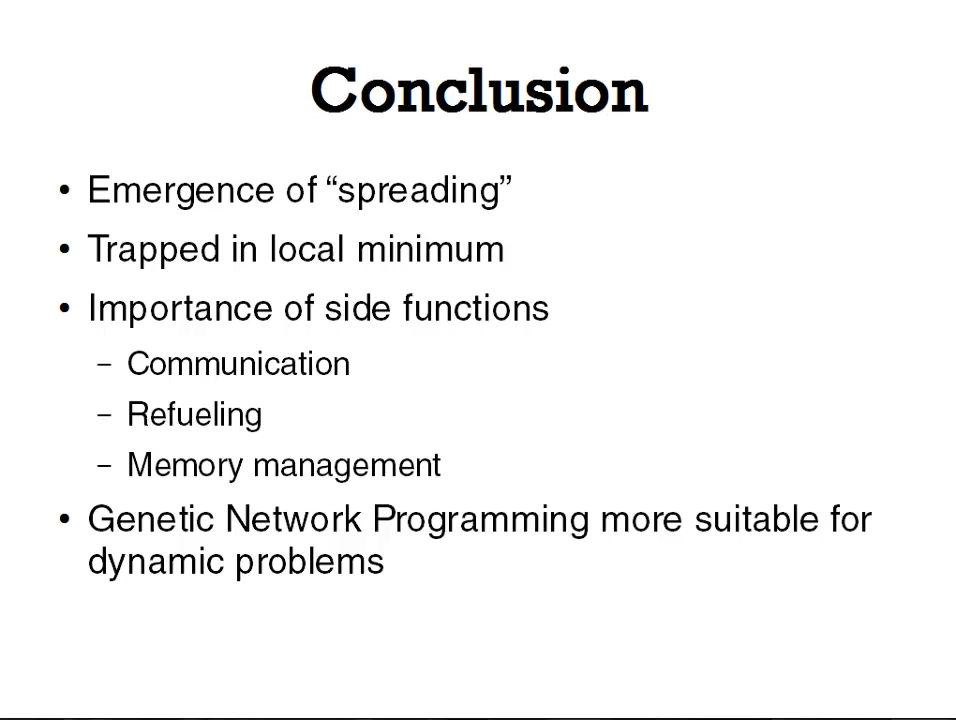 Conclusion
• Emergence of “spreading”
• Trapped in local minimum
• Importance of side functions
– Communication
– Refueling
– Memory management
• Genetic Network Programming more suitable for
dynamic problems